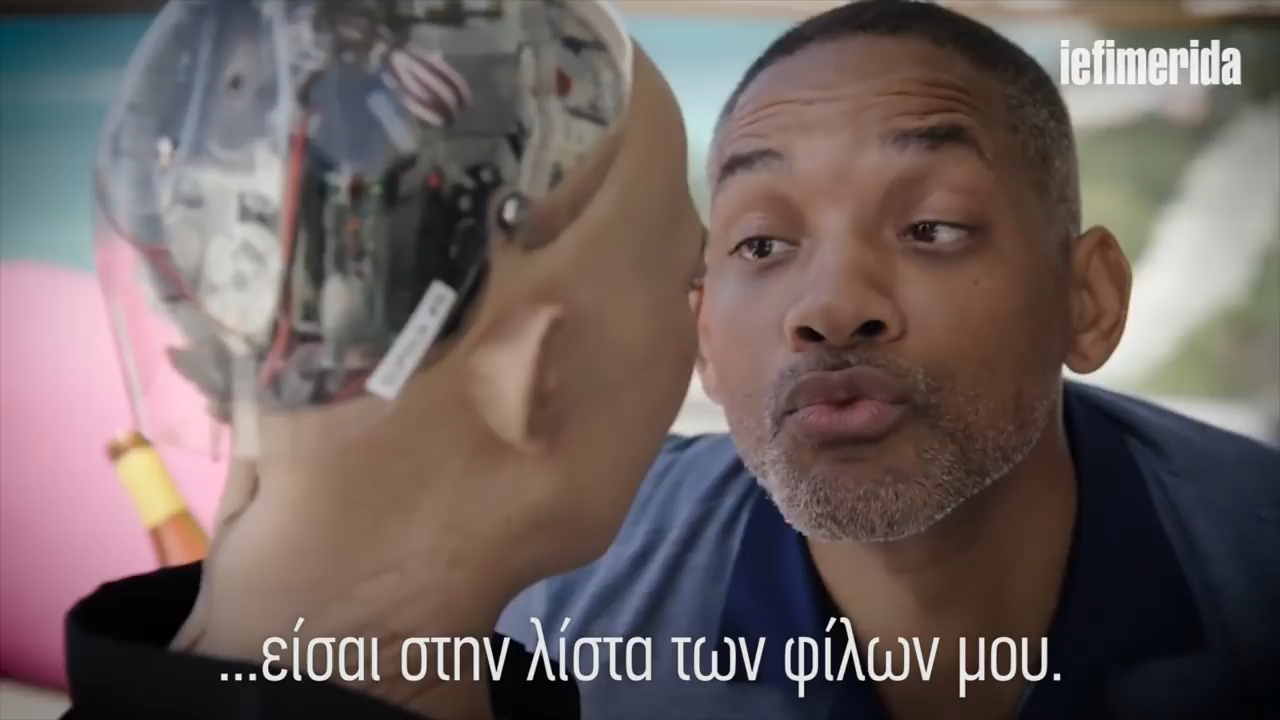 iefimerida
...είσαι στην λίστα των φίλων μου.